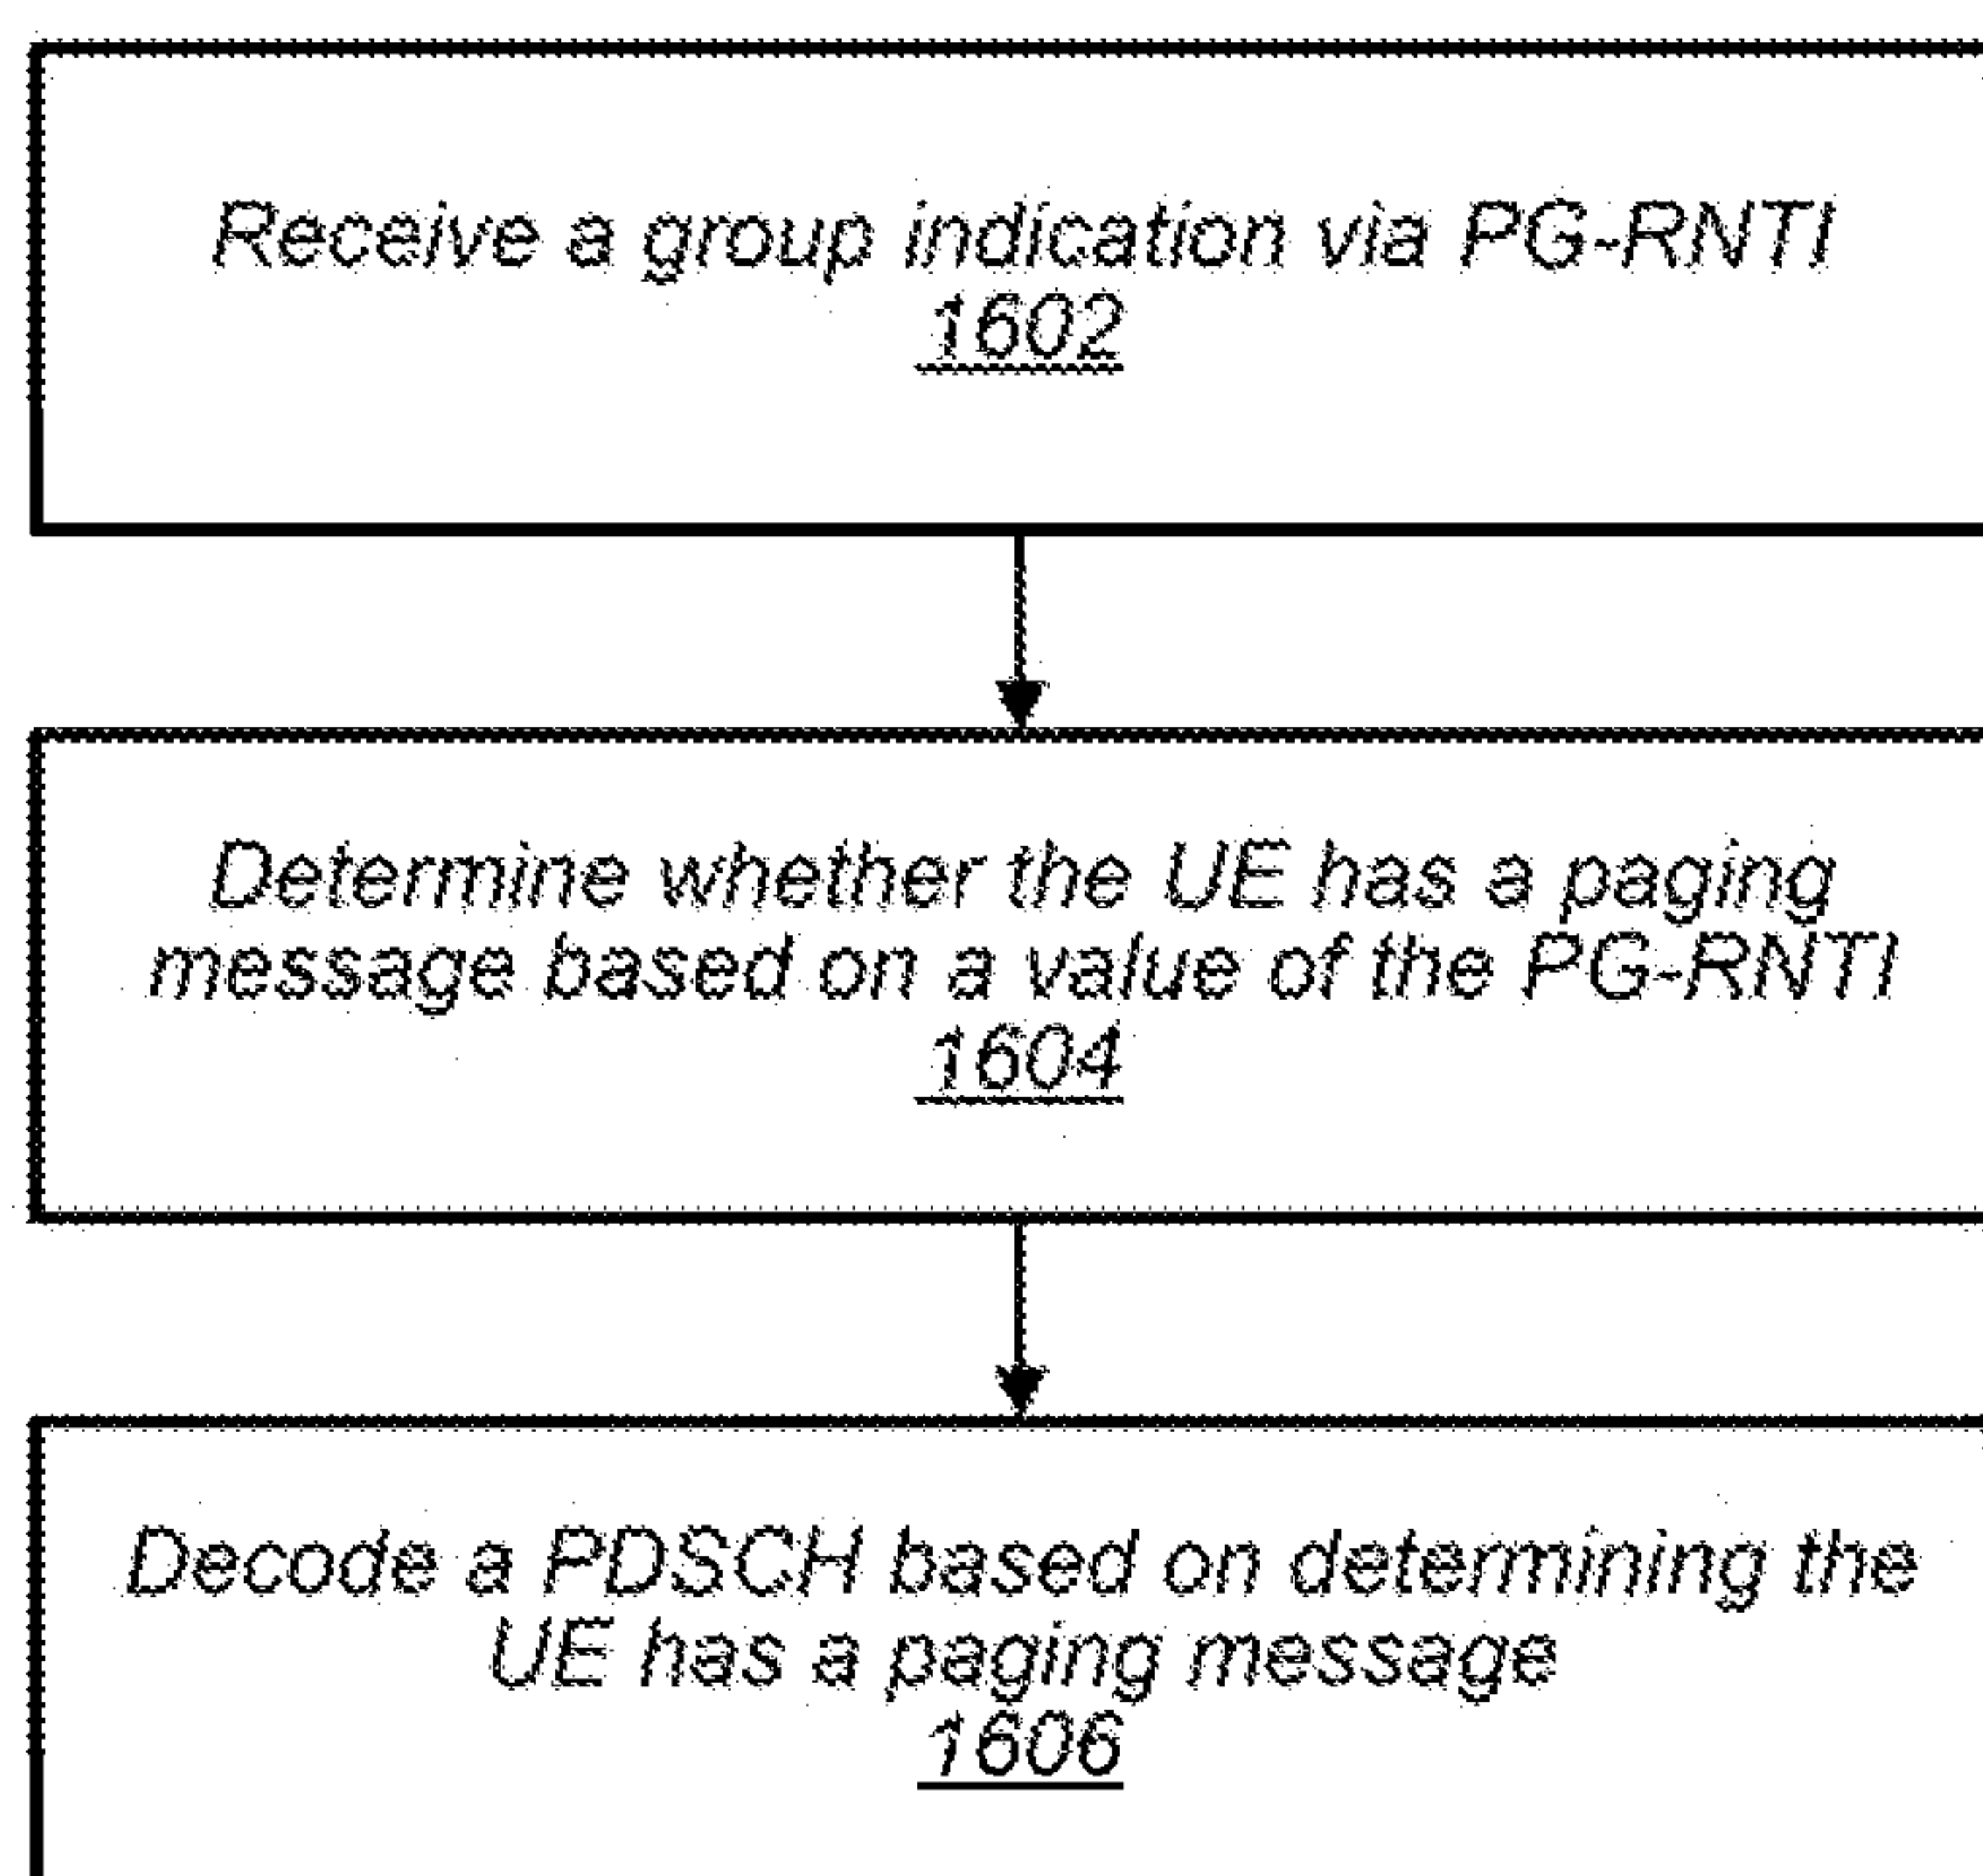 Receive a group indication via PG-RNTI
1602
Determine whether the UE has a paging
message based on a value of the PG-RNTI
1604
Decode a PDSCH based on determining the
UE has a paging message
1606